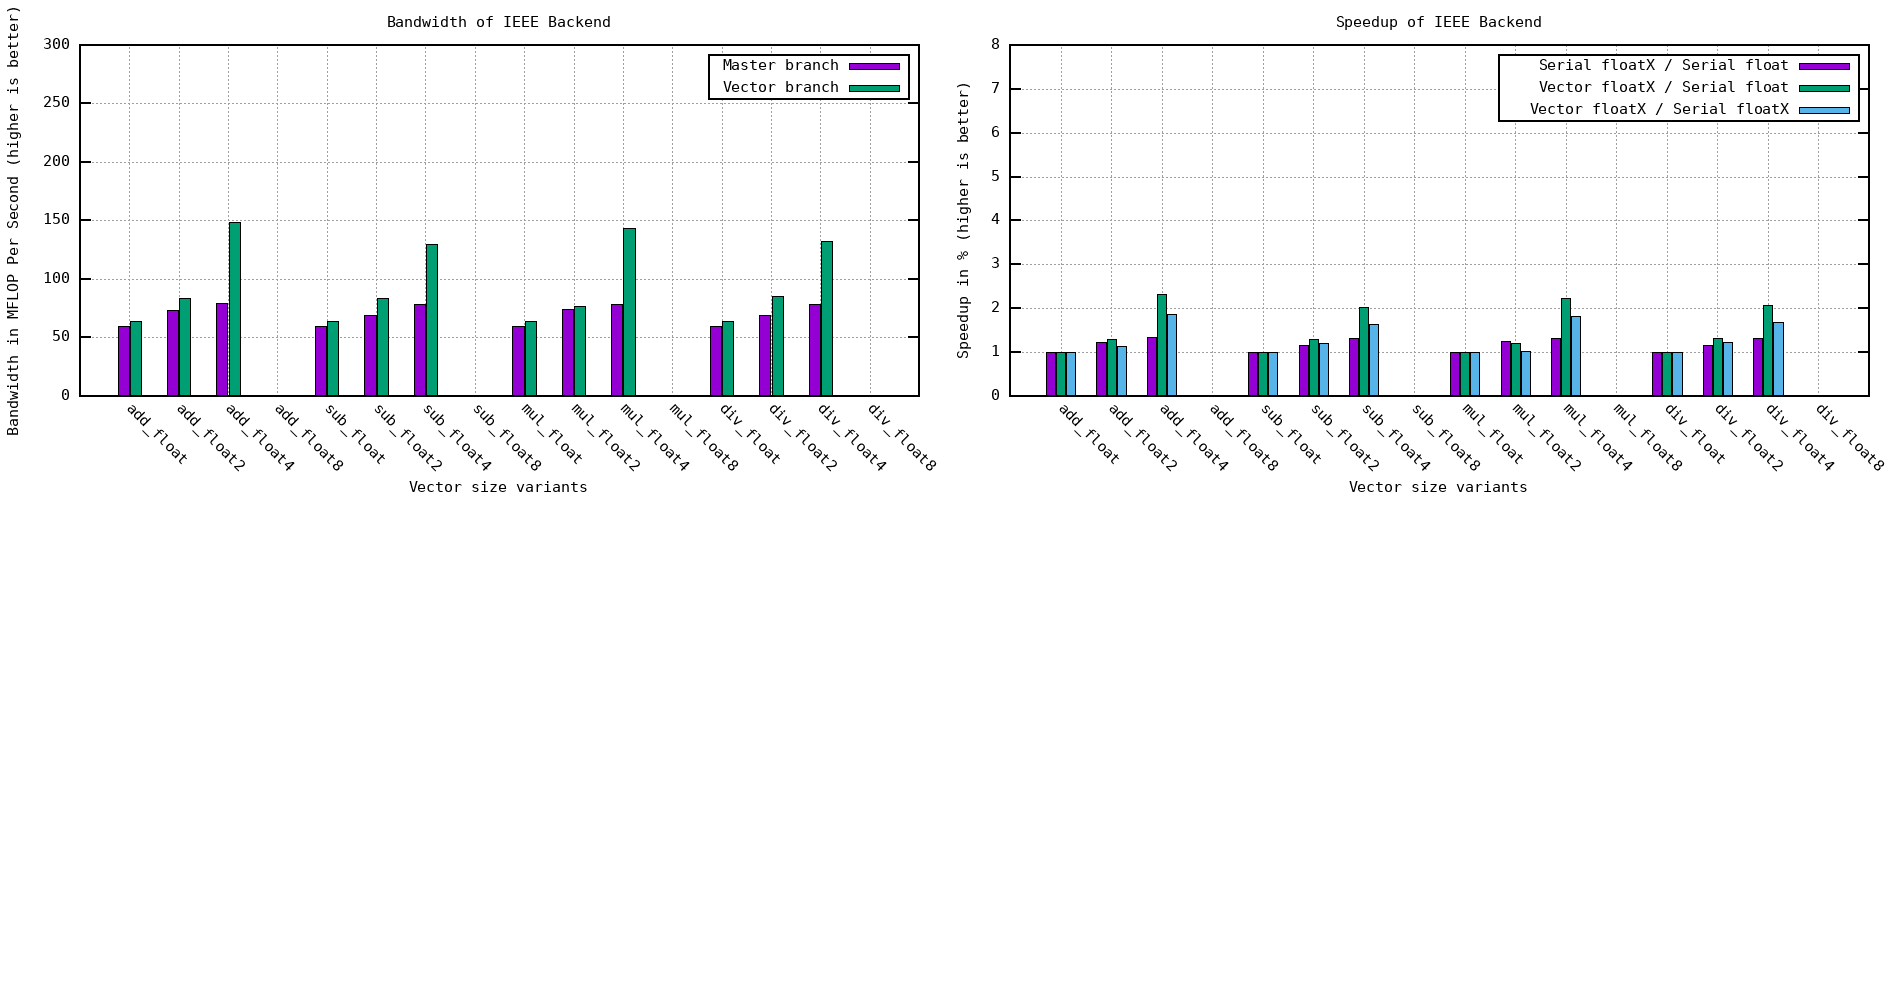 Bandwidth of IEEE Backend
Bandwidth in MFLOP Per Second (higher is better)
300
250
200
150
100
50
0
Master branch
Vector branch
add_float
add_float2
add_float4
add_float8
sub_float
sub_float2
sub_float4
sub_float8
mul_float
mul_float2
mul_float4
mul_float8
div_float
div_float2
div_float4
div_float8
Vector size variants
Speedup of IEEE Backend
Speedup in % (higher is better)
8
7
6
5
4
3
2
1
0
Serial floatX / Serial float
Vector floatX / Serial float
Vector floatX / Serial floatX
add_float
add_float2
add_float4
add_float8
sub_float
sub_float2
sub_float4
sub_float8
mul_float
mul_float2
mul_float4
mul_float8
div_float
div_float2
div_float4
div_float8
Vector size variants